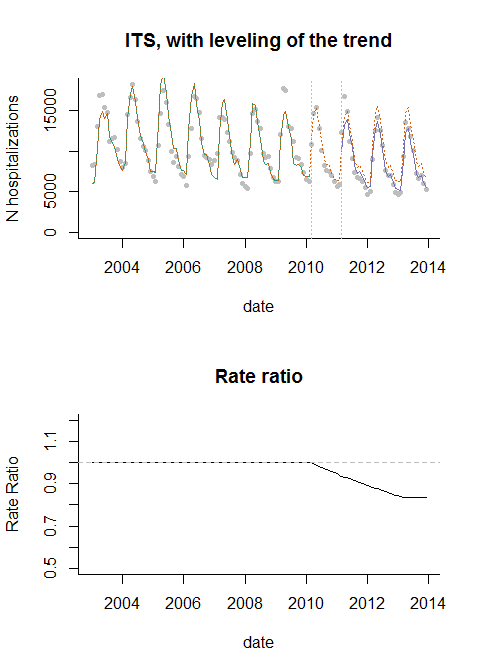 ITS, with leveling of the trend
N hospitalizations
15000
5000
0
2004 2006 2008 2010 2012 2014
date
Rate ratio
Rate Ratio
1.1
0.9
0.7
0.5
2004 2006 2008 2010 2012 2014
date